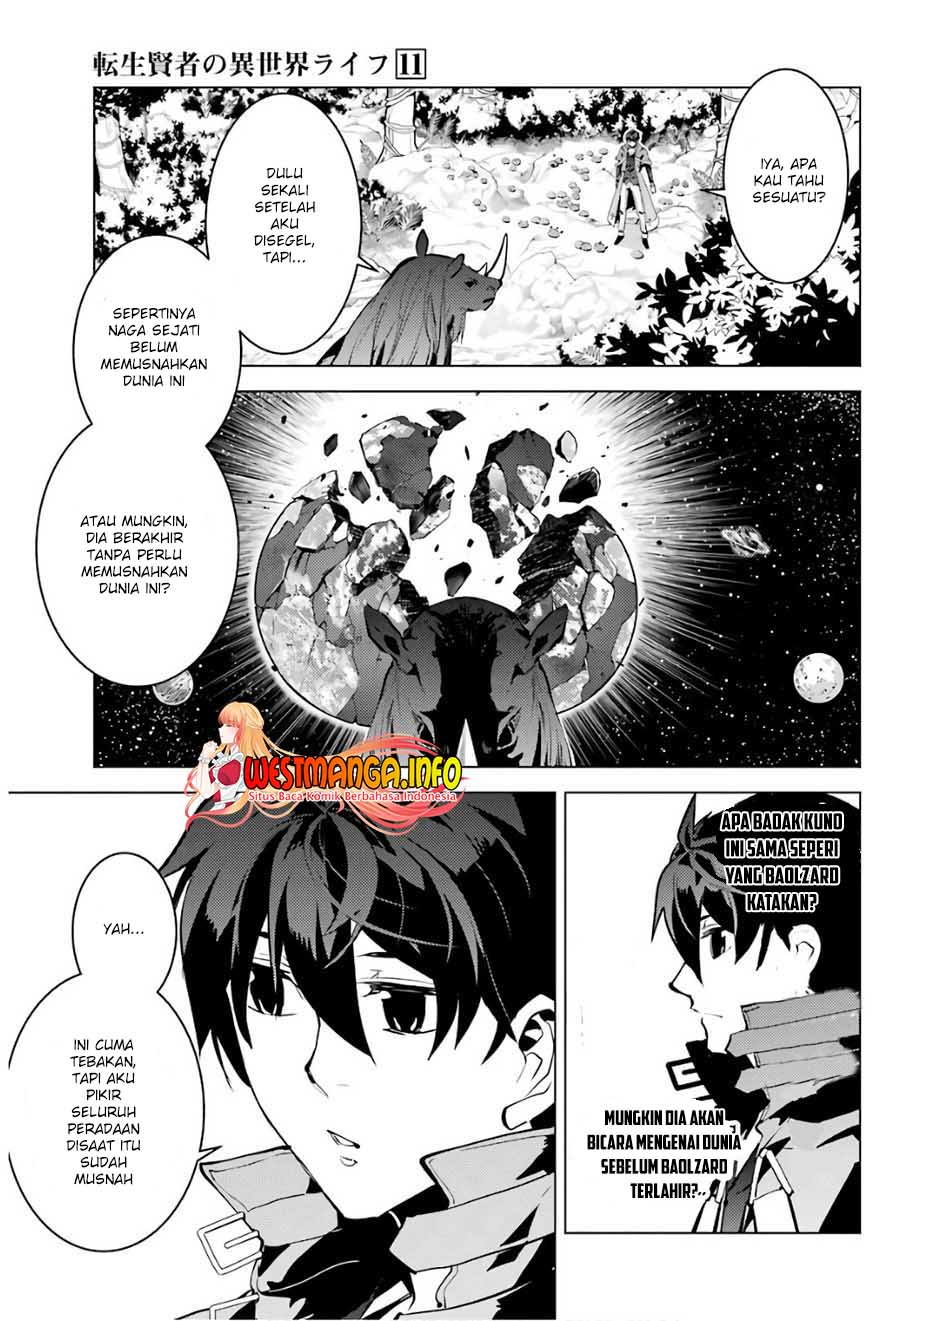 転生賢者の異世界ライフ 11
IYA, APA
KAU TAHU
SESUATU?
DULU
SEKALI
SETELAH
AKU
DISEGEL,
TAPI...
SEPERTINYA
NAGA SEJATI
BELUM
MEMUSNAHKAN
DUNIA INI
ATAU MUNGKIN,
DIA BERAKHIR
TANPA PERLU
MEMUSNAHKAN
DUNIA INI?
WESTMANGA.INFO
Situs Baca Komik Berbahasa Indonesia
APA BADAK KUNO
INI SAMA SEPERI
YANG BAOLZARD
KATAKAN?
MUNGKIN DIA AKAN
BICARA MENGENAI DUNIA
SEBELUM BAOLZARD
TERLAHIR?..
YAH...
INI CUMA
TEBAKAN,
TAPI AKU
PIKIR
SELURUH
PERADAAN
DISAAT ITU
SUDAH
MUSNAH